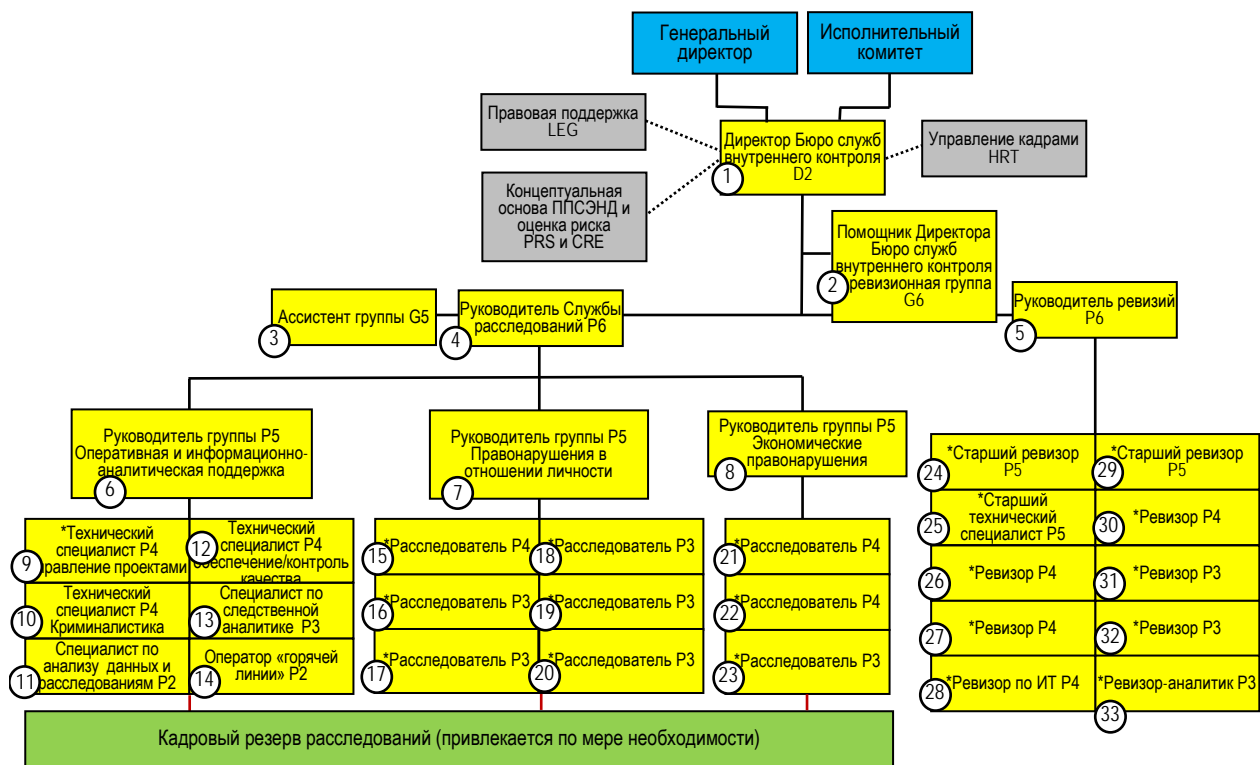 Генеральный
директор
Исполнительный
комитет
Правовая поддержка
LEG
Директор Бюро служб
внутреннего контроля
D2
1
Управление кадрами
HRT
Концептуальная
основа ППСЭНД и
оценка риска
PRS и CRE
Помощник Директора
Бюро служб
внутреннего контроля
ревизионная группа
G6
2
Ассистент группы G5
3
Руководитель Службы
расследований P6
4
Руководитель ревизий
P6
5
Руководитель группы P5
Оперативная и информационно-
аналитическая поддержка
6
Руководитель группы P5
Правонарушения в
отношении личности
7
Руководитель группы P5
Экономические
правонарушения
8
*Технический
специалист P4
правление проектами
9
Технический
специалист P4
Криминалистика
10
Специалист по
анализу данных и
расследованиям P2
11
Технический
специалист P4
беспечение/контроль
качества
12
Специалист по
следственной
аналитике P3
13
Оператор «горячей
линии» P2
14
*Расследователь P4
15
*Расследователь P3
16
*Расследователь P3
17
*Расследователь P3
18
*Расследователь P3
19
*Расследователь P3
20
*Расследователь P4
21
*Расследователь P4
22
*Расследователь P3
23
*Старший ревизор
P5
24
*Старший
технический
специалист P5
25
*Ревизор P4
26
*Ревизор P4
27
*Ревизор по ИТ P4
28
*Старший ревизор
P5
29
*Ревизор P4
30
*Ревизор P3
31
*Ревизор P3
32
*Ревизор-аналитик P3
33
Кадровый резерв расследований (привлекается по мере необходимости)